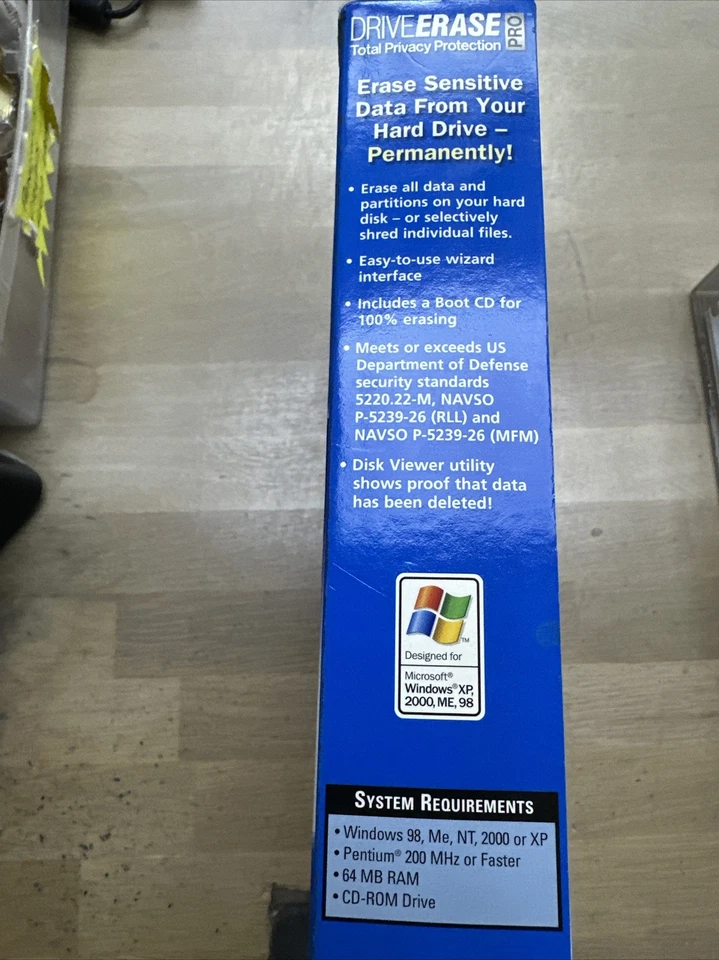 DRIVEERASE PRO
Total Privacy Protection
Erase Sensitive
Data From Your
Hard Drive –
Permanently!
• Erase all data and
partitions on your hard
disk – or selectively
shred individual files.
• Easy-to-use wizard
interface
• Includes a Boot CD for
100% erasing
• Meets or exceeds US
Department of Defense
security standards
5220.22-M, NAVSO
P-5239-26 (RLL) and
NAVSO P-5239-26 (MFM)
• Disk Viewer utility
shows proof that data
has been deleted!
TM
Designed for
Microsoft®
Windows® XP,
2000, ME, 98
SYSTEM REQUIREMENTS
• Windows 98, Me, NT, 2000 or XP
• Pentium® 200 MHz or Faster
• 64 MB RAM
• CD-ROM Drive